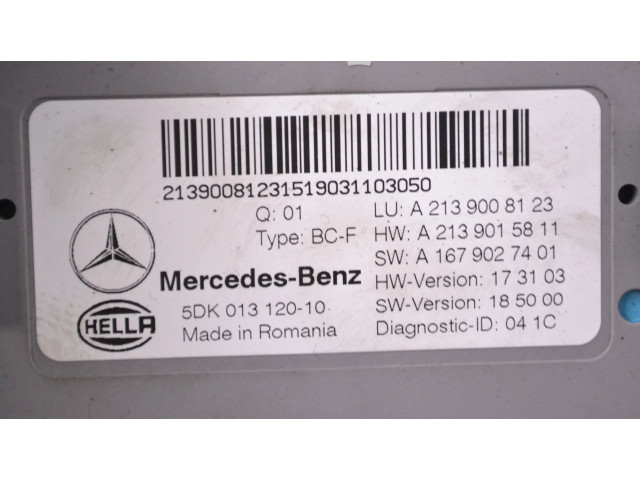 21390081231519031103050
Q: 01
Type: BC-F
Mercedes-Benz
HELLA
5DK 013 120-10
Made in Romania
LU: A 213 900 81 23
HW: A 213 901 58 11
SW: A 167 902 74 01
HW-Version: 17 31 03
SW-Version: 18 50 00
Diagnostic-ID: 04 1C